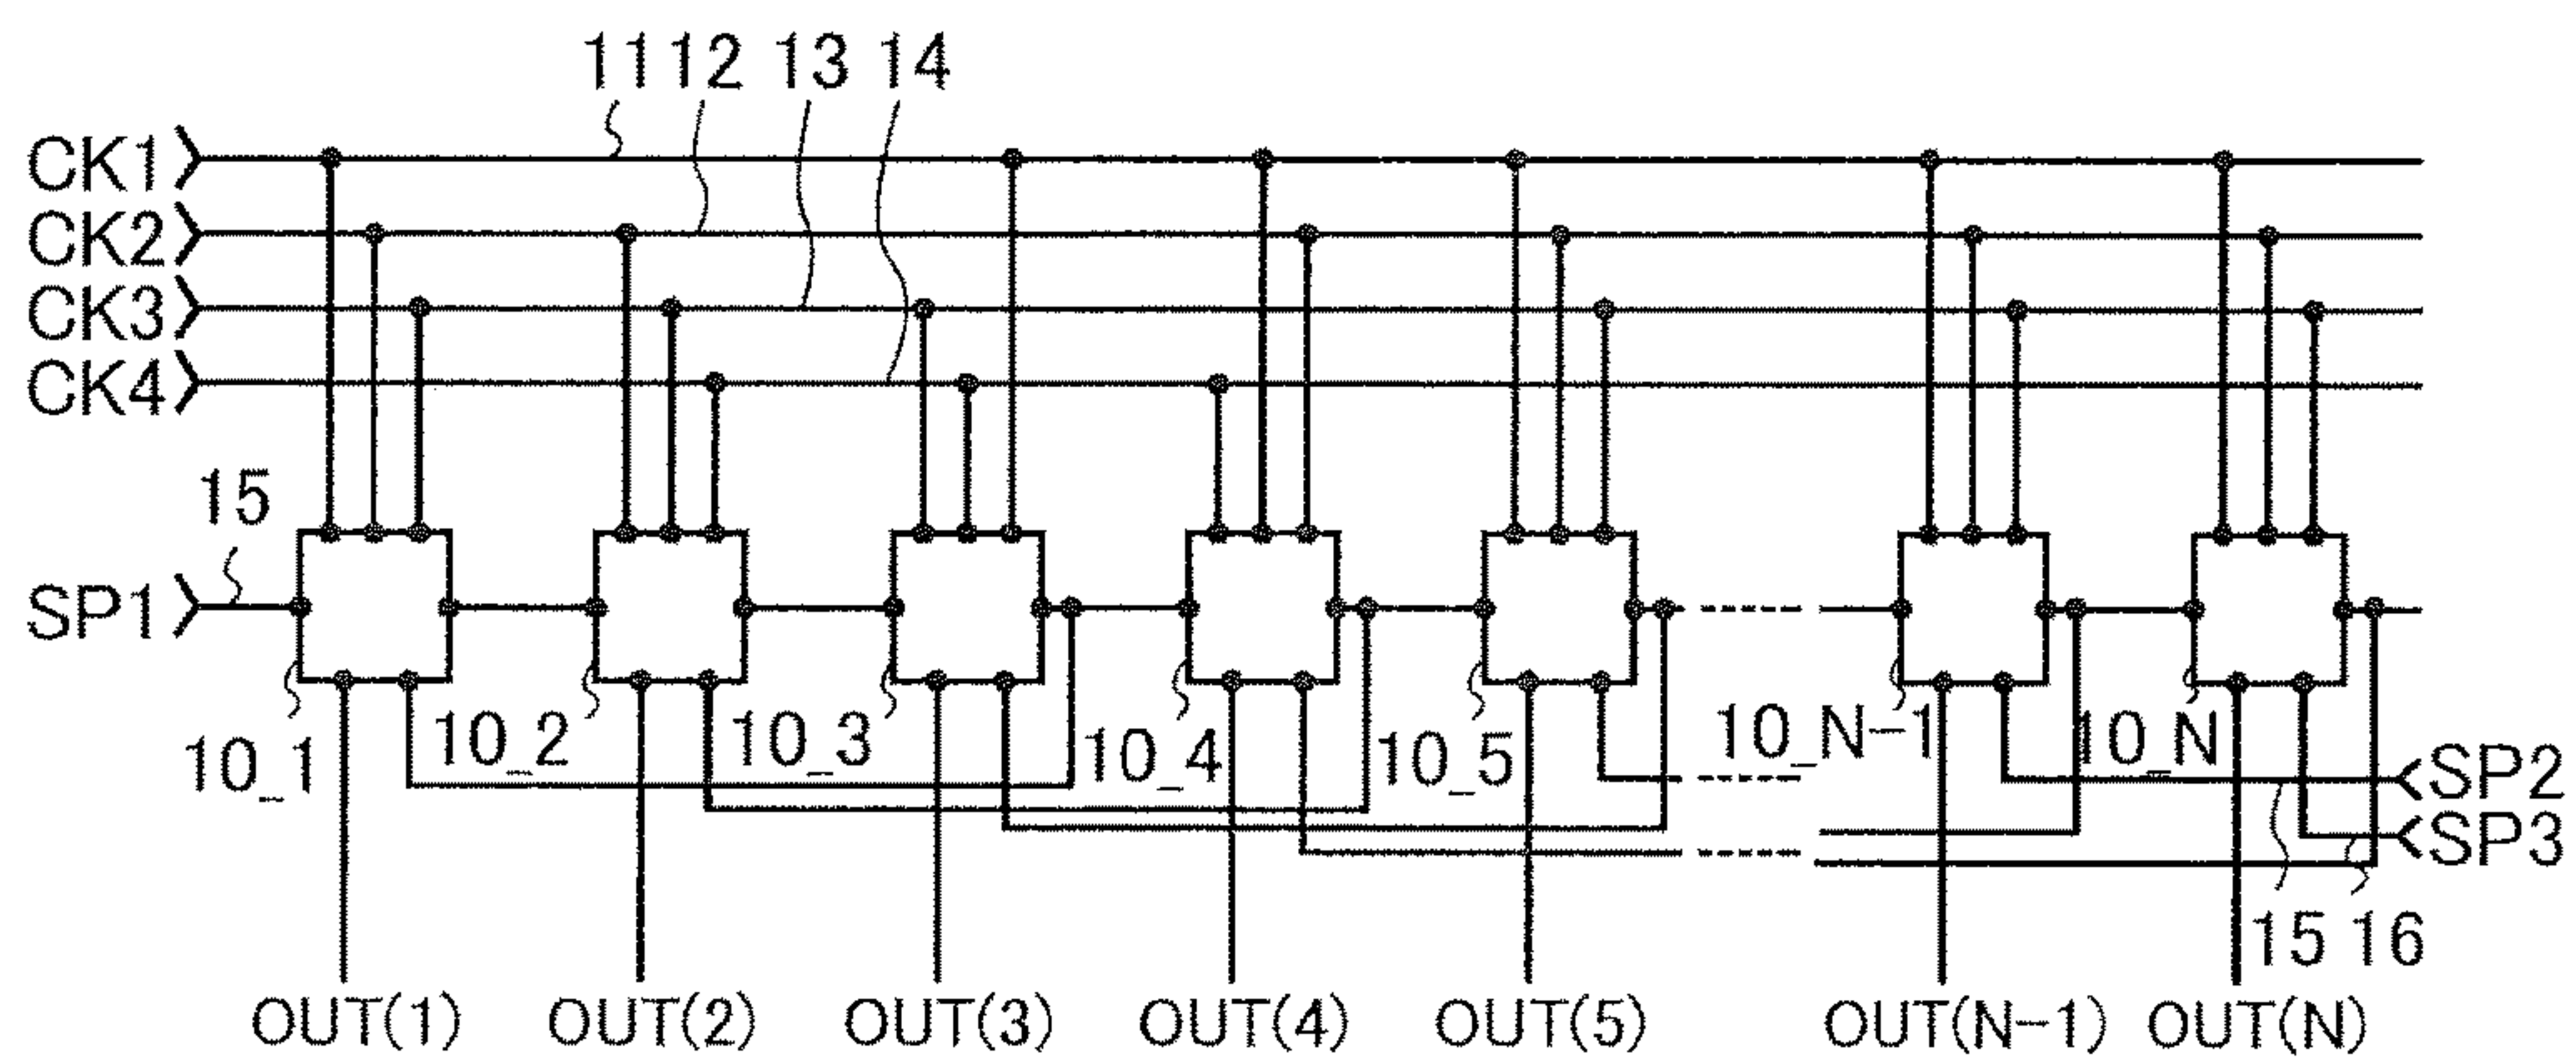 11 12 13 14
CK1
CK2
CK3
CK4
15
SP1
10_1 10_2 10_3 10_4 10_5 10_N-1 10_N
SP2
SP3
15 16
OUT(1) OUT(2) OUT(3) OUT(4) OUT(5) OUT(N-1) OUT(N)